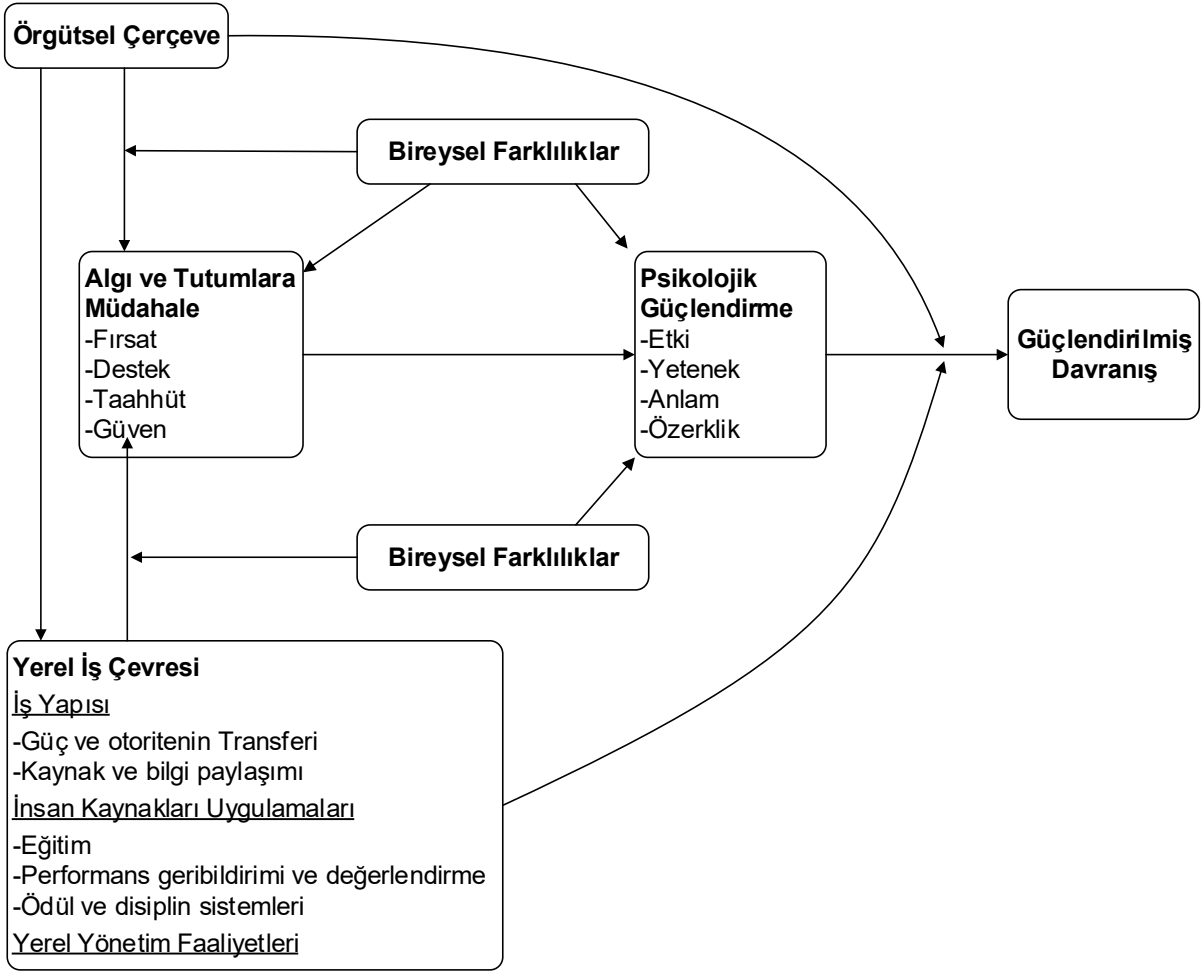 Örgütsel Çerçeve
Bireysel Farklılıklar
Algı ve Tutumlara
Müdahale
-Fırsat
-Destek
-Taahhüt
-Güven
Psikolojik
Güçlendirme
-Etki
-Yetenek
-Anlam
-Özerklik
Güçlendirilmiş
Davranış
Bireysel Farklılıklar
Yerel İş Çevresi
İş Yapısı
-Güç ve otoritenin Transferi
-Kaynak ve bilgi paylaşımı
İnsan Kaynakları Uygulamaları
-Eğitim
-Performans geribildirimi ve değerlendirme
-Ödül ve disiplin sistemleri
Yerel Yönetim Faaliyetleri